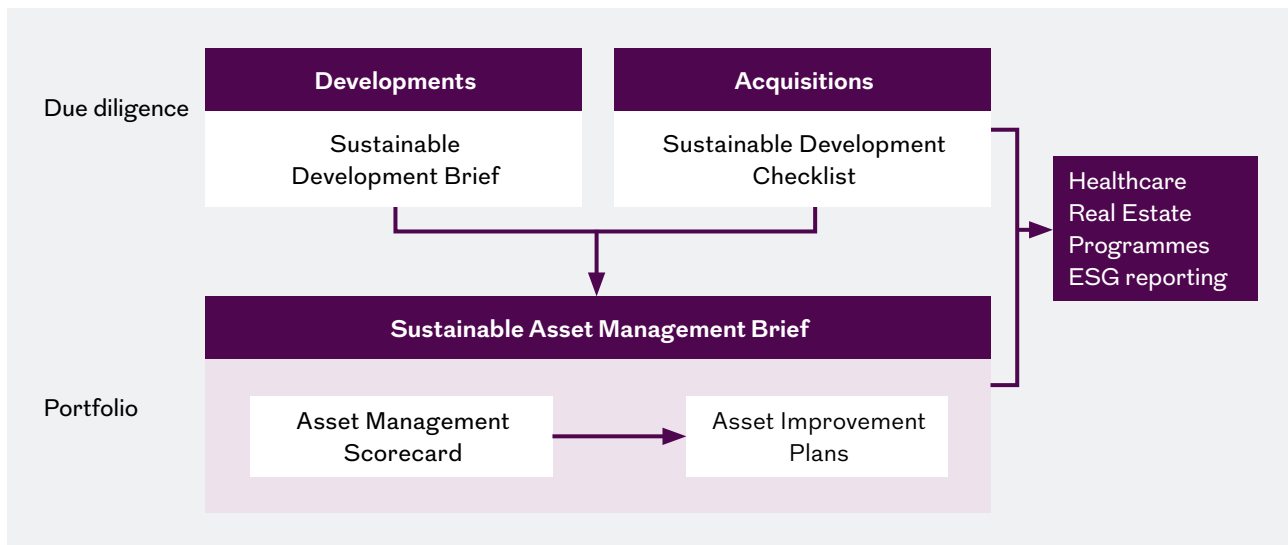 Due diligence
Developments
Sustainable
Development Brief
Acquisitions
Sustainable Development
Checklist
Healthcare
Real Estate
Programmes
ESG reporting
Portfolio
Sustainable Asset Management Brief
Asset Management
Scorecard
Asset Improvement
Plans